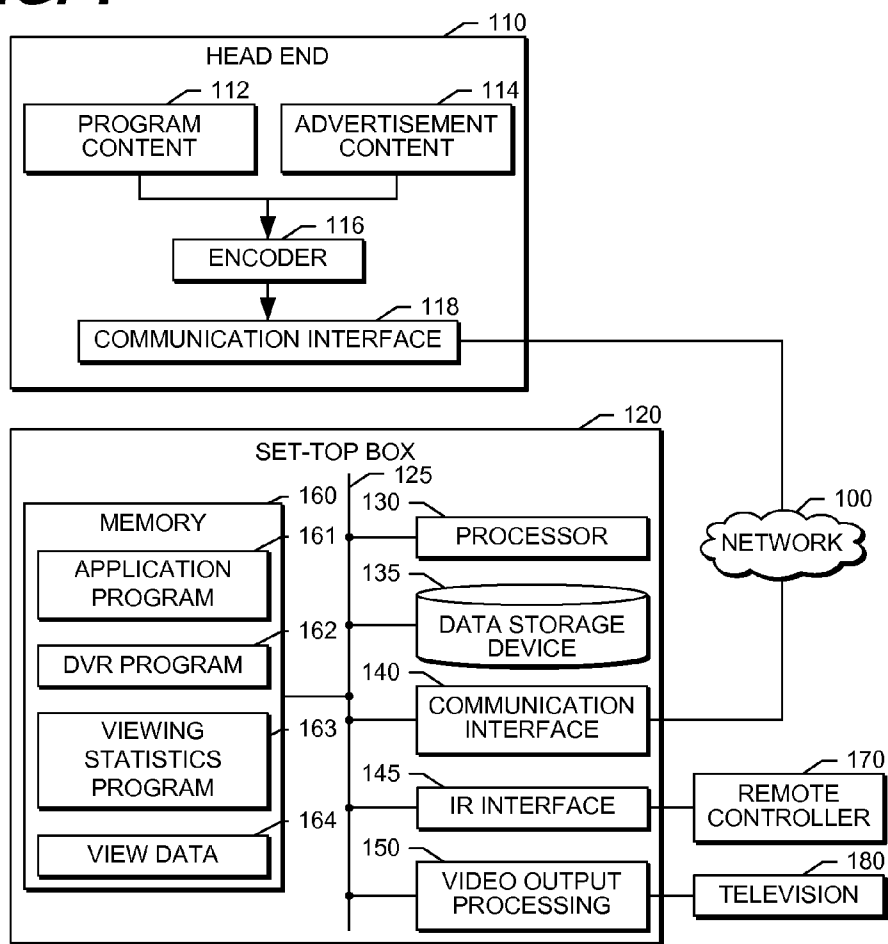 110
HEAD END
112
114
PROGRAM
CONTENT
ADVERTISEMENT
CONTENT
116
ENCODER
118
COMMUNICATION INTERFACE
120
SET-TOP BOX
125
160
MEMORY
161
APPLICATION
PROGRAM
162
DVR PROGRAM
163
VIEWING
STATISTICS
PROGRAM
164
VIEW DATA
130
PROCESSOR
135
DATA STORAGE
DEVICE
140
COMMUNICATION
INTERFACE
145
IR INTERFACE
150
VIDEO OUTPUT
PROCESSING
100
NETWORK
170
REMOTE
CONTROLLER
180
TELEVISION